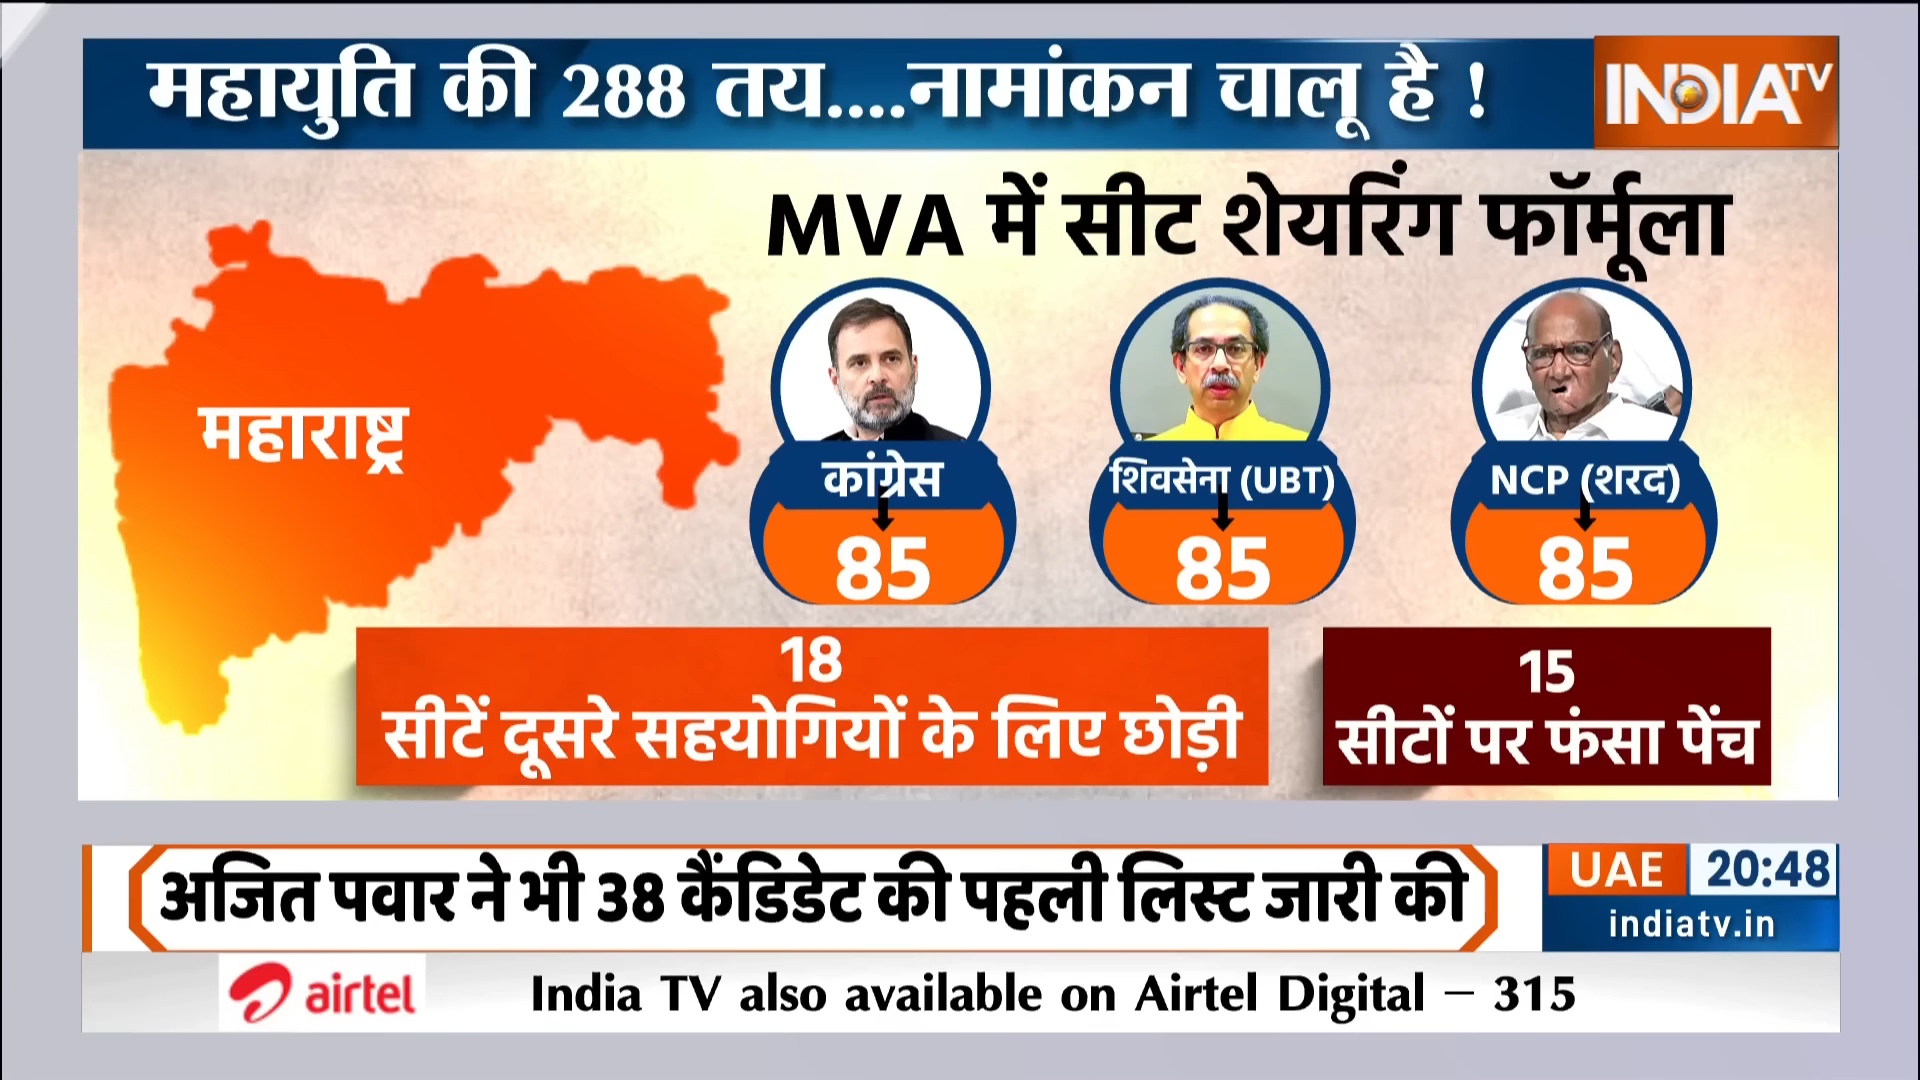 महायुति की 288 तय....नामांकन चालू है !
INDIA TV
MVA में सीट शेयरिंग फॉर्मूला
महाराष्ट्र
कांग्रेस
85
शिवसेना (UBT)
85
NCP (शरद)
85
18
सीटें दूसरे सहयोगियों के लिए छोड़ी
15
सीटों पर फंसा पेंच
अजित पवार ने भी 38 कैंडिडेट की पहली लिस्ट जारी की
UAE 20:48
indiatv.in
airtel
India TV also available on Airtel Digital – 315